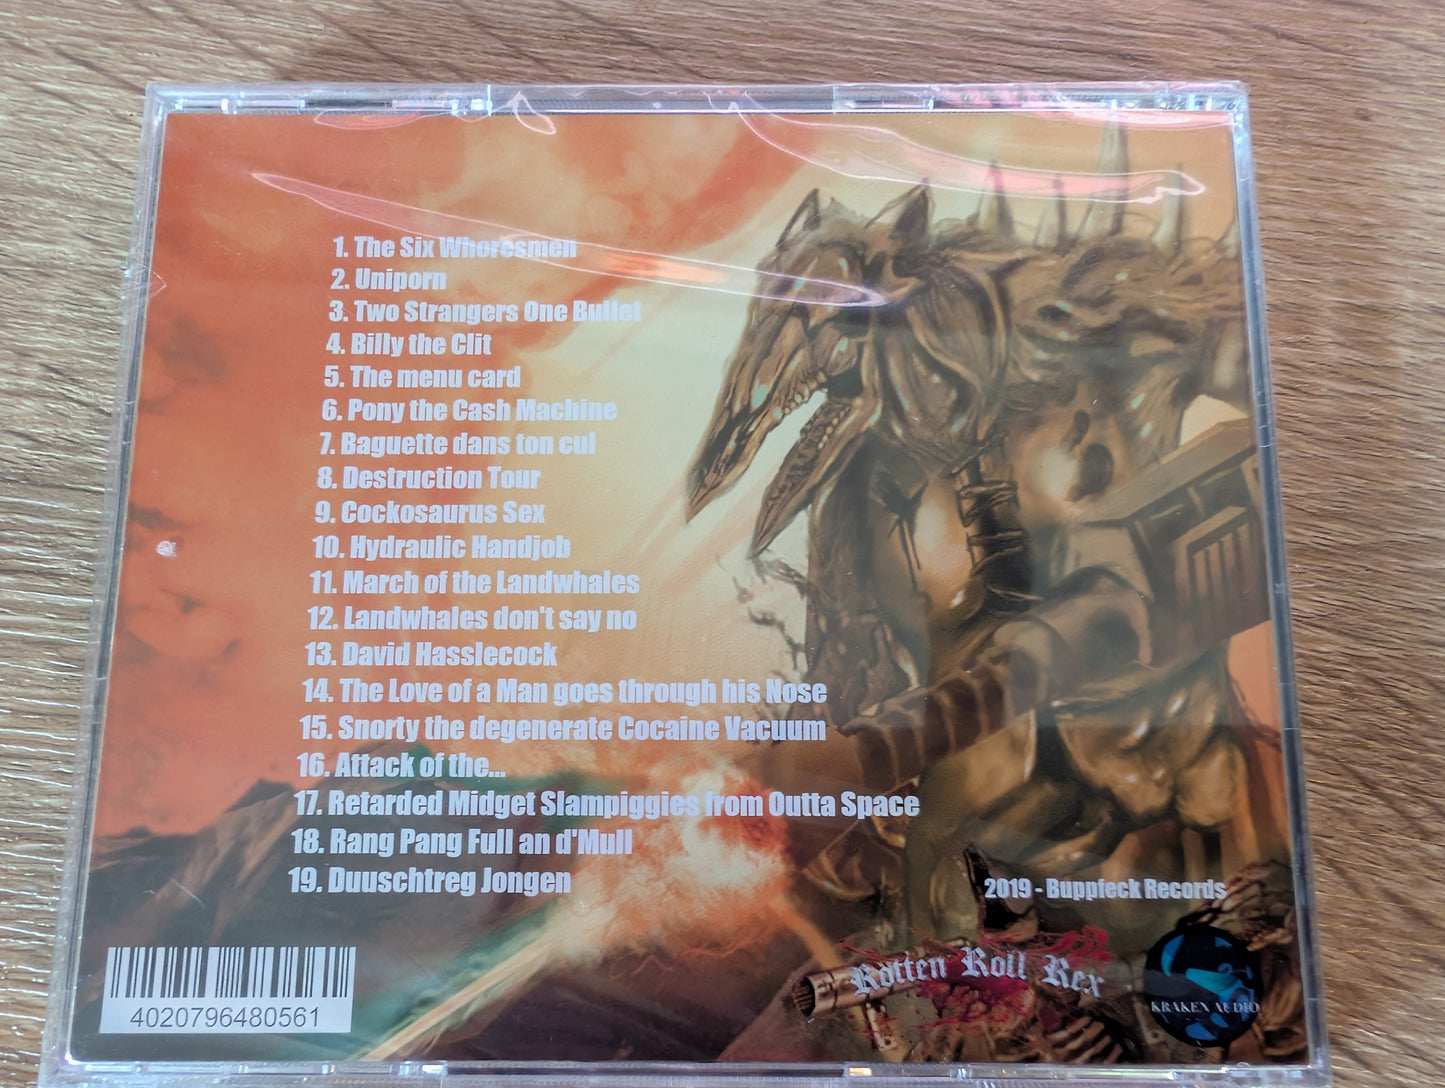 1. The Six Whoresmen
2. Uniporn
3. Two Strangers One Bullet
4. Billy the Clit
5. The menu card
6. Pony the Cash Machine
7. Baguette dans ton cul
8. Destruction Tour
9. Cockosaurus Sex
10. Hydraulic Handjob
11. March of the Landwhales
12. Landwhales don't say no
13. David Hasslecock
14. The Love of a Man goes through his Nose
15. Snorty the degenerate Cocaine Vacuum
16. Attack of the...
17. Retarded Midget Slampiggies from Outta Space
18. Rang Pang Full an d'Mull
19. Duuschtreg Jongen
2019 - Buppfeck Records
4020796480561
Rotten Roll Rex
KRAKEN AUDIO